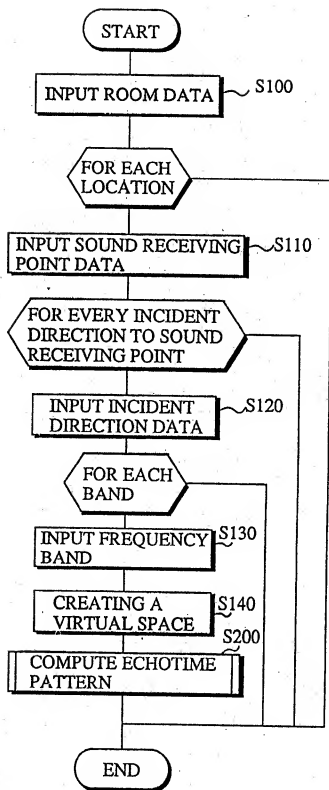 START
INPUT ROOM DATA
S100
FOR EACH
LOCATION
INPUT SOUND RECEIVING
POINT DATA
S110
FOR EVERY INCIDENT
DIRECTION TO SOUND
RECEIVING POINT
INPUT INCIDENT
DIRECTION DATA
S120
FOR EACH
BAND
INPUT FREQUENCY
BAND
S130
CREATING A
VIRTUAL SPACE
S140
S200
COMPUTE ECHOTIME
PATTERN
END